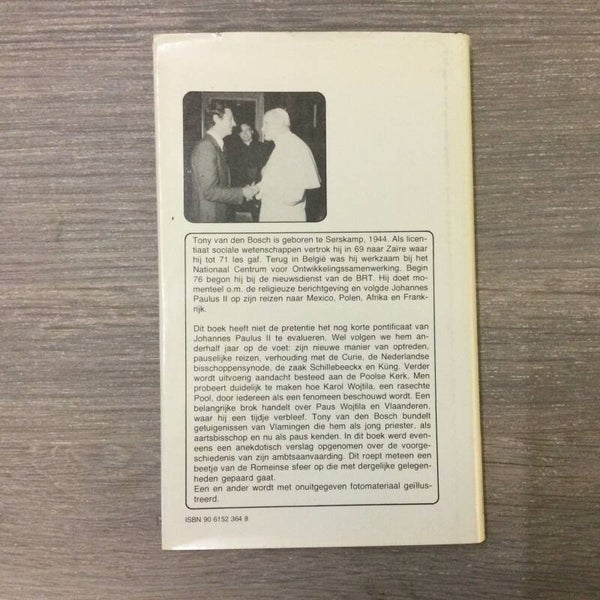 Tony van den Bosch is geboren te Serskamp, 1944. Als licen-
tiaat sociale wetenschappen vertrok hij in 69 naar Zaïre waar
hij tot 71 les gaf. Terug in België was hij werkzaam bij het
Nationaal Centrum voor Ontwikkelingssamenwerking. Begin
76 begon hij bij de nieuwsdienst van de BRT. Hij doet mo-
menteel o.m. de religieuze berichtgeving en volgde Johannes
Paulus II op zijn reizen naar Mexico, Polen, Afrika en Frank-
rijk.
Dit boek heeft niet de pretentie het nog korte pontificaat van
Johannes Paulus II te evalueren. Wel volgen we hem an-
derhalf jaar op de voet: zijn nieuwe manier van optreden,
pauselijke reizen, verhouding met de Curie, de Nederlandse
bisschoppensynode, de zaak Schillebeeckx en Küng. Verder
wordt uitvoerig aandacht besteed aan de Poolse Kerk. Men
probeert duidelijk te maken hoe Karol Wojtila, een rasechte
Pool, door iedereen als een fenomeen beschouwd wordt. Een
belangrijke brok handelt over Paus Wojtila en Vlaanderen,
waar hij een tijdje verbleef. Tony van den Bosch bundelt
getuigenissen van Vlamingen die hem als jong priester, als
aartsbisschop en nu als paus kenden. In dit boek werd even-
eens een anekdotisch verslag opgenomen over de voorge-
schiedenis van zijn ambtsaanvaarding. Dit roept meteen een
beetje van de Romeinse sfeer op die met dergelijke gelegen-
heden gepaard gaat.
Een en ander wordt met onuitgegeven fotomateriaal geïllus-
treerd.
ISBN 90 6152 364 8